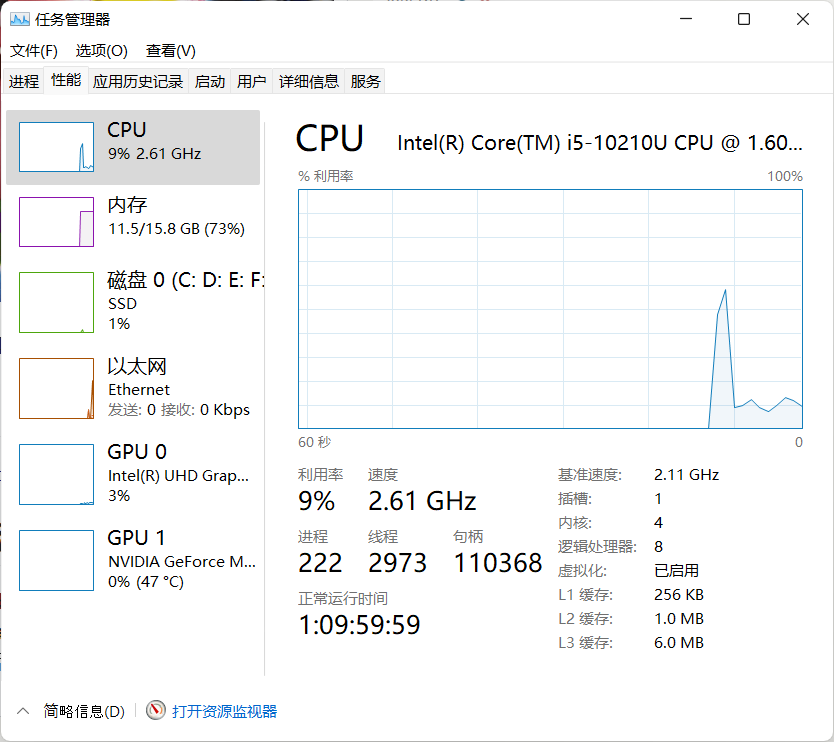 任务管理器
文件(F) 选项(O) 查看(V)
进程 性能 应用历史记录 启动 用户 详细信息 服务
CPU
9% 2.61 GHz
内存
11.5/15.8 GB (73%)
磁盘 0 (C: D: E: F:
SSD
1%
以太网
Ethernet
发送: 0 接收: 0 Kbps
GPU 0
Intel(R) UHD Grap...
3%
GPU 1
NVIDIA GeForce M...
0% (47 °C)
CPU Intel(R) Core(TM) i5-10210U CPU @ 1.60...
% 利用率 100%
60 秒 0
利用率 速度
9% 2.61 GHz
进程 线程 句柄
222 2973 110368
正常运行时间
1:09:59:59
基准速度: 2.11 GHz
插槽: 1
内核: 4
逻辑处理器: 8
虚拟化: 已启用
L1 缓存: 256 KB
L2 缓存: 1.0 MB
L3 缓存: 6.0 MB
简略信息(D) 打开资源监视器